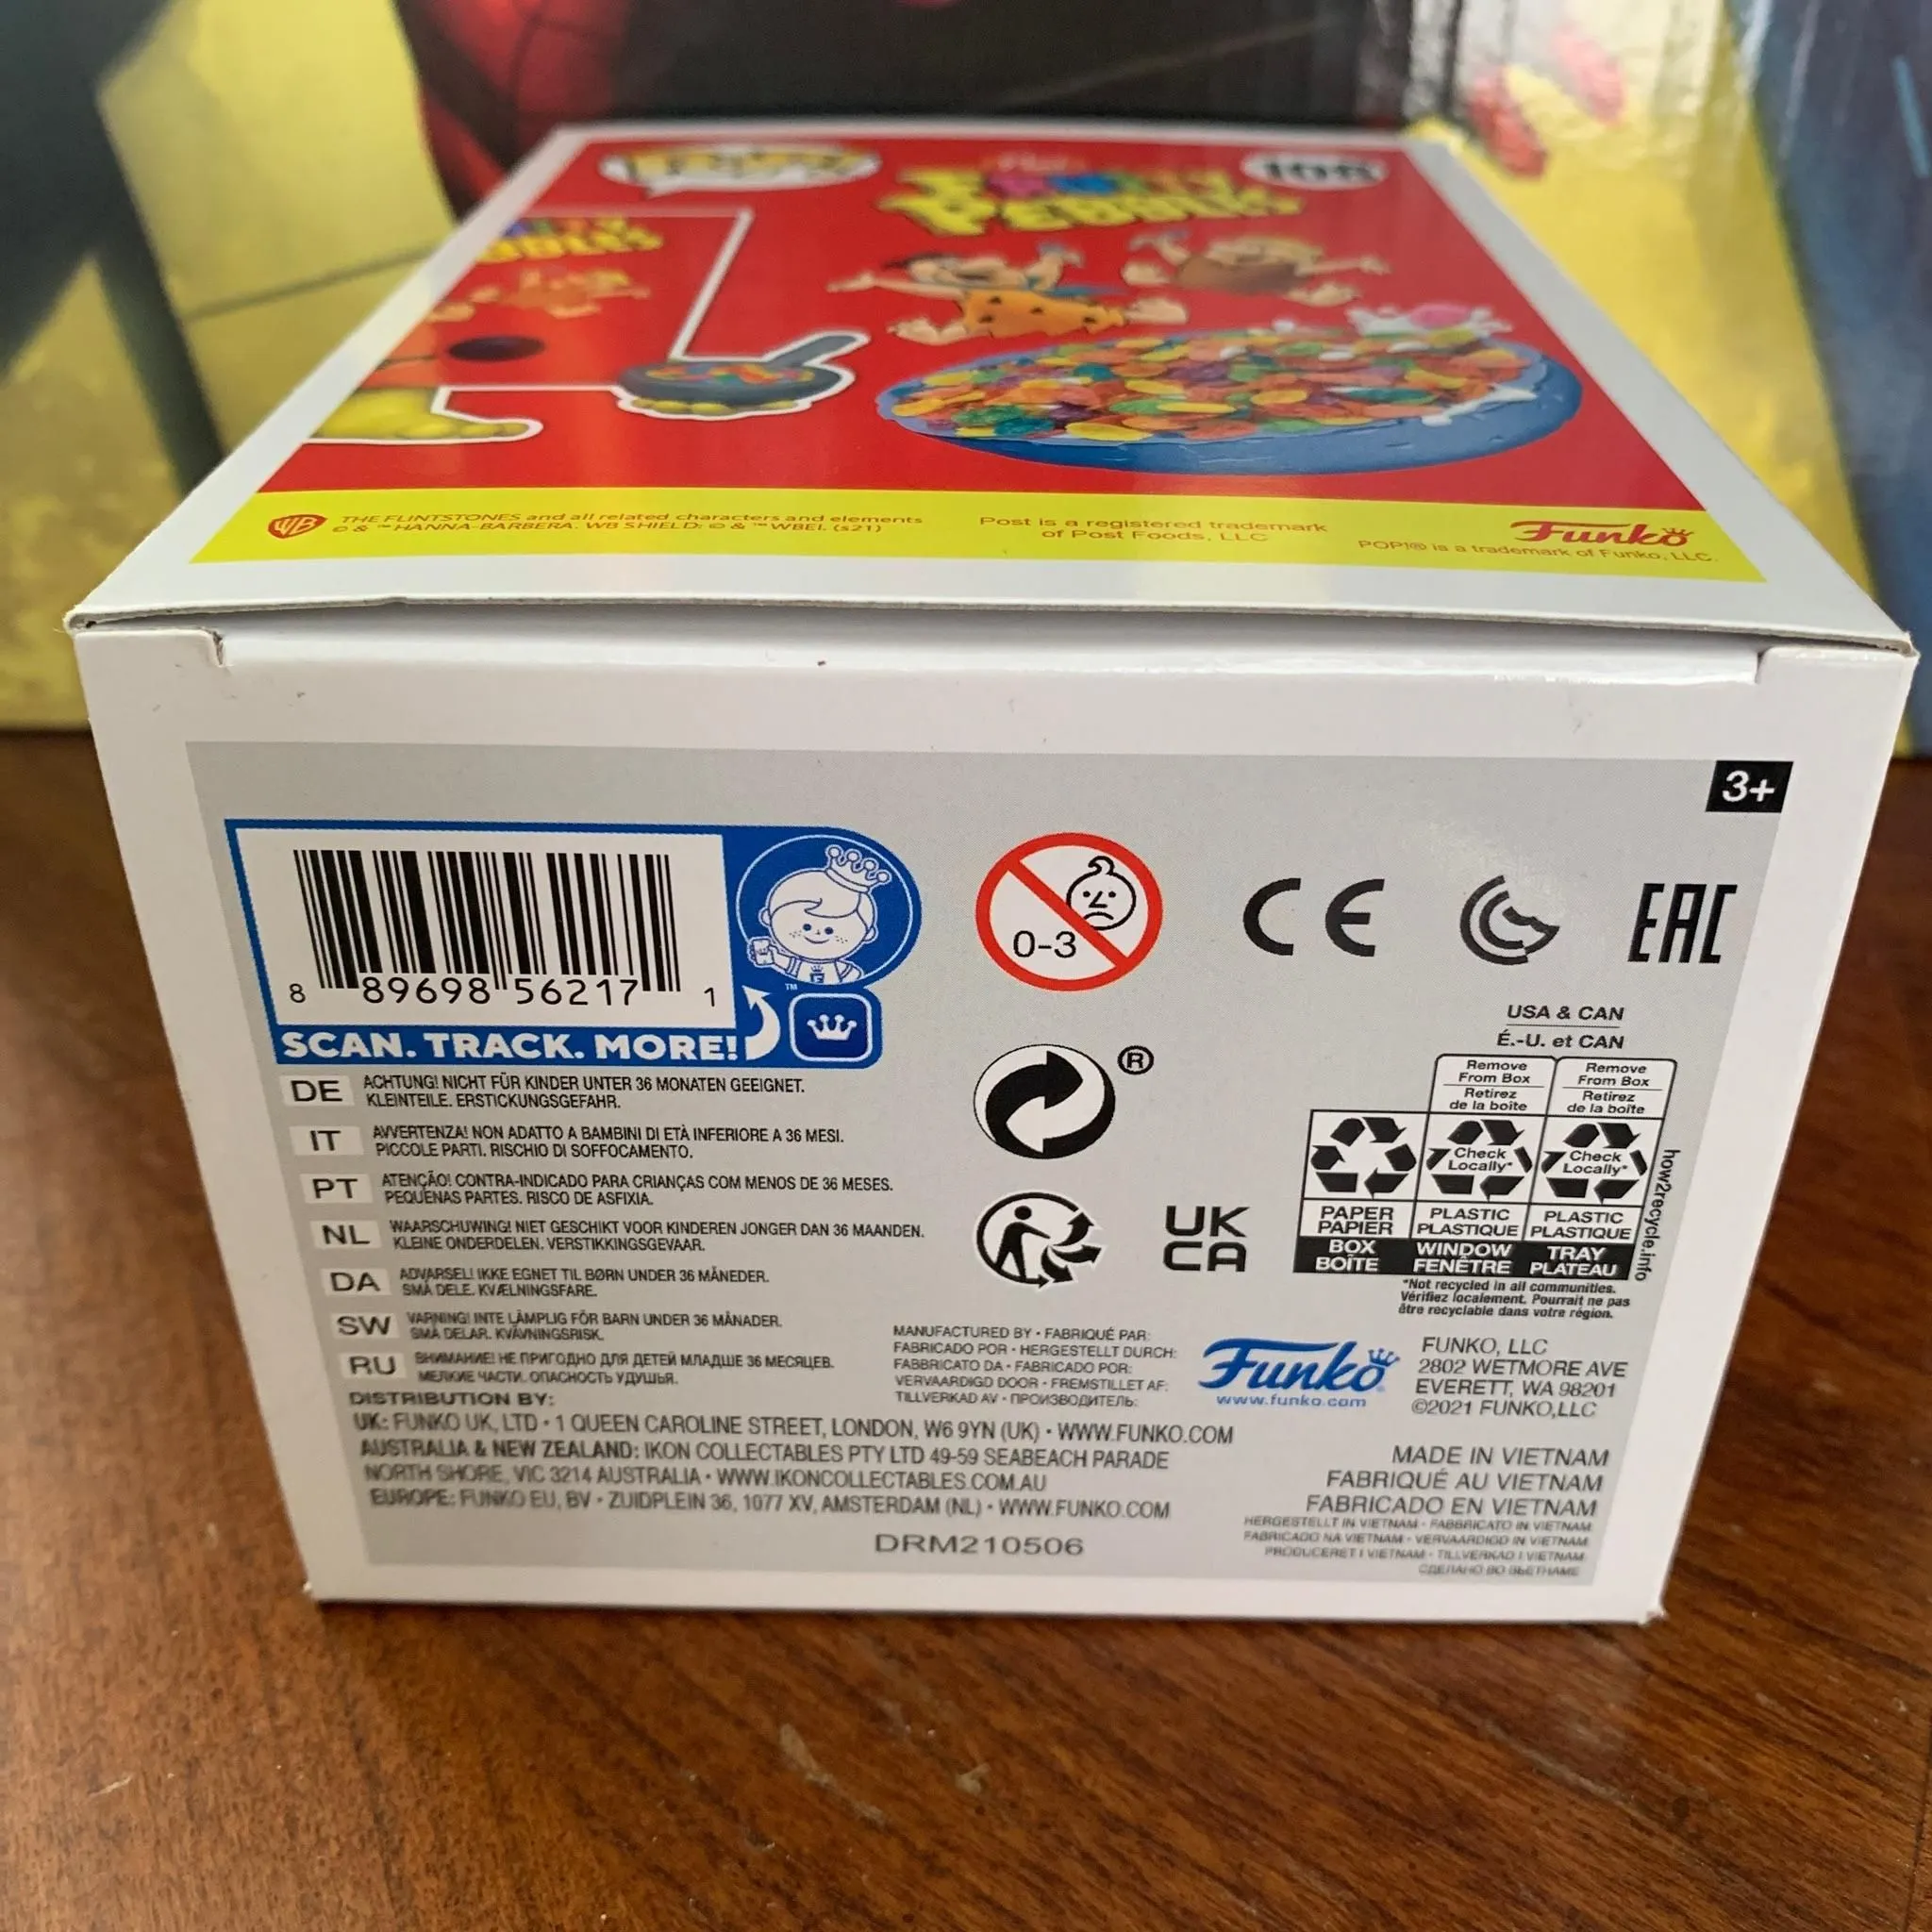 Post
FRUITY
PEBBLES
THE FLINTSTONES and all related characters and elements
© & ™ HANNA-BARBERA. WB SHIELD: © & ™ WBEI. (s21)
Post is a registered trademark
of Post Foods, LLC
Funko
POP!® is a trademark of Funko, LLC.
3+
8 89698 56217 1
SCAN. TRACK. MORE!
™
0-3
CE
EAC
DE ACHTUNG! NICHT FÜR KINDER UNTER 36 MONATEN GEEIGNET.
KLEINTEILE. ERSTICKUNGSGEFAHR.
IT AVVERTENZA! NON ADATTO A BAMBINI DI ETÀ INFERIORE A 36 MESI.
PICCOLE PARTI. RISCHIO DI SOFFOCAMENTO.
PT ATENÇÃO! CONTRA-INDICADO PARA CRIANÇAS COM MENOS DE 36 MESES.
PEQUENAS PARTES. RISCO DE ASFIXIA.
NL WAARSCHUWING! NIET GESCHIKT VOOR KINDEREN JONGER DAN 36 MAANDEN.
KLEINE ONDERDELEN. VERSTIKKINGSGEVAAR.
DA ADVARSEL! IKKE EGNET TIL BØRN UNDER 36 MÅNEDER.
SMÅ DELE. KVÆLNINGSFARE.
SW VARNING! INTE LÄMPLIG FÖR BARN UNDER 36 MÅNADER.
SMÅ DELAR. KVÄVNINGSRISK.
RU ВНИМАНИЕ! НЕ ПРИГОДНО ДЛЯ ДЕТЕЙ МЛАДШЕ 36 МЕСЯЦЕВ.
МЕЛКИЕ ЧАСТИ. ОПАСНОСТЬ УДУШЬЯ.
®
UK
CA
USA & CAN
É.-U. et CAN
Remove
From Box
Retirez
de la boîte
Remove
From Box
Retirez
de la boîte
Check
Locally*
Check
Locally*
PAPER
PAPIER
PLASTIC
PLASTIQUE
PLASTIC
PLASTIQUE
BOX
BOÎTE
WINDOW
FENÊTRE
TRAY
PLATEAU
how2recycle.info
*Not recycled in all communities.
Vérifiez localement. Pourrait ne pas
être recyclable dans votre région.
MANUFACTURED BY • FABRIQUÉ PAR:
FABRICADO POR • HERGESTELLT DURCH:
FABBRICATO DA • FABRICADO POR:
VERVAARDIGD DOOR • FREMSTILLET AF:
TILLVERKAD AV • ПРОИЗВОДИТЕЛЬ:
Funko
www.funko.com
FUNKO, LLC
2802 WETMORE AVE
EVERETT, WA 98201
©2021 FUNKO,LLC
DISTRIBUTION BY:
UK: FUNKO UK, LTD • 1 QUEEN CAROLINE STREET, LONDON, W6 9YN (UK) • WWW.FUNKO.COM
AUSTRALIA & NEW ZEALAND: IKON COLLECTABLES PTY LTD 49-59 SEABEACH PARADE
NORTH SHORE, VIC 3214 AUSTRALIA • WWW.IKONCOLLECTABLES.COM.AU
EUROPE: FUNKO EU, BV • ZUIDPLEIN 36, 1077 XV, AMSTERDAM (NL) • WWW.FUNKO.COM
DRM210506
MADE IN VIETNAM
FABRIQUÉ AU VIETNAM
FABRICADO EN VIETNAM
HERGESTELLT IN VIETNAM • FABBRICATO IN VIETNAM
FABRICADO NA VIETNAM • VERVAARDIGD IN VIETNAM
PRODUCERET I VIETNAM • TILLVERKAD I VIETNAM
СДЕЛАНО ВО ВЬЕТНАМЕ